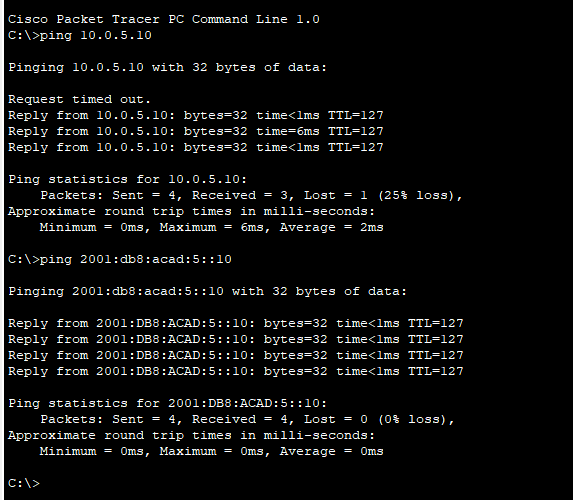 Cisco Packet Tracer PC Command Line 1.0
C:\>ping 10.0.5.10
Pinging 10.0.5.10 with 32 bytes of data:
Request timed out.
Reply from 10.0.5.10: bytes=32 time<1ms TTL=127
Reply from 10.0.5.10: bytes=32 time=6ms TTL=127
Reply from 10.0.5.10: bytes=32 time<1ms TTL=127
Ping statistics for 10.0.5.10:
Packets: Sent = 4, Received = 3, Lost = 1 (25% loss),
Approximate round trip times in milli-seconds:
Minimum = 0ms, Maximum = 6ms, Average = 2ms
C:\>ping 2001:db8:acad:5::10
Pinging 2001:db8:acad:5::10 with 32 bytes of data:
Reply from 2001:DB8:ACAD:5::10: bytes=32 time<1ms TTL=127
Reply from 2001:DB8:ACAD:5::10: bytes=32 time<1ms TTL=127
Reply from 2001:DB8:ACAD:5::10: bytes=32 time<1ms TTL=127
Reply from 2001:DB8:ACAD:5::10: bytes=32 time<1ms TTL=127
Ping statistics for 2001:DB8:ACAD:5::10:
Packets: Sent = 4, Received = 4, Lost = 0 (0% loss),
Approximate round trip times in milli-seconds:
Minimum = 0ms, Maximum = 0ms, Average = 0ms
C:\>